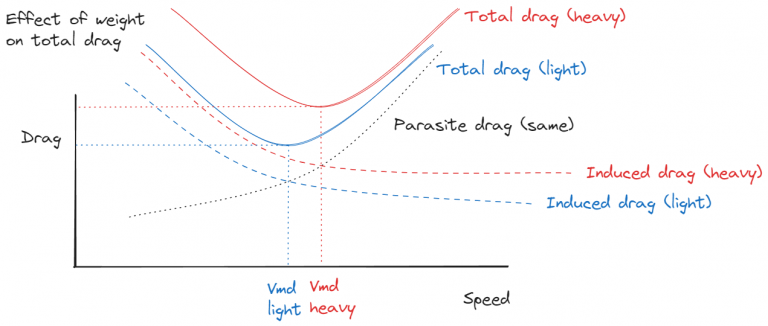 Effect of weight
on total drag
Total drag (heavy)
Total drag (light)
Parasite drag (same)
Drag
Induced drag (heavy)
Induced drag (light)
Vmd
light
Vmd
heavy
Speed